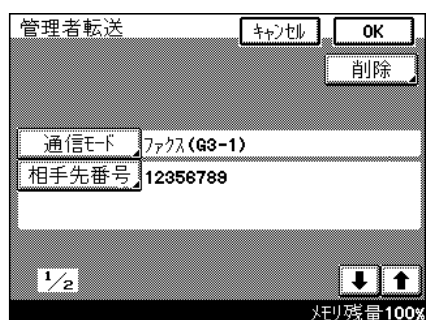 管理者転送 キャンセル OK
削除
通信モード ファクス(G3-1)
相手先番号 12356789
1/2
メモリ残量100%